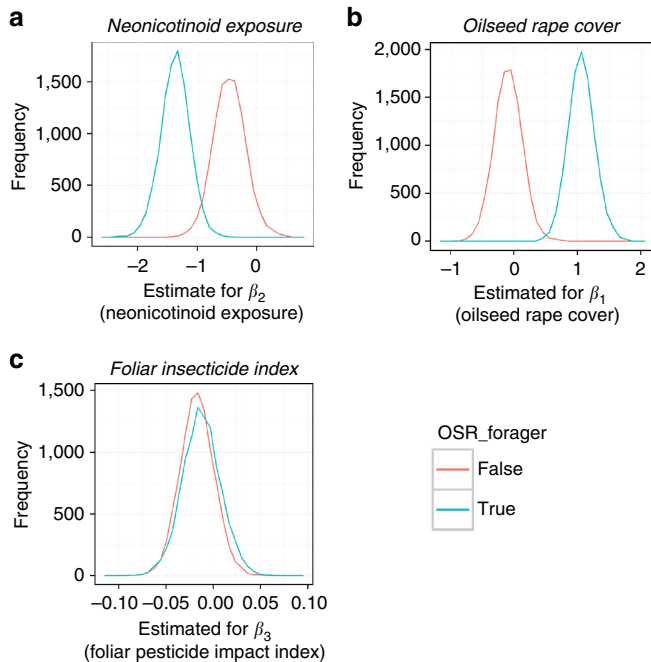 a
Neonicotinoid exposure
Frequency
1,500
1,000
500
0
−2 −1 0
Estimate for β2
(neonicotinoid exposure)
b
Oilseed rape cover
Frequency
2,000
1,500
1,000
500
0
−1 0 1 2
Estimated for β1
(oilseed rape cover)
c
Foliar insecticide index
Frequency
1,500
1,000
500
0
−0.10 −0.05 0.00 0.05 0.10
Estimated for β3
(foliar pesticide impact index)
OSR_forager
False
True